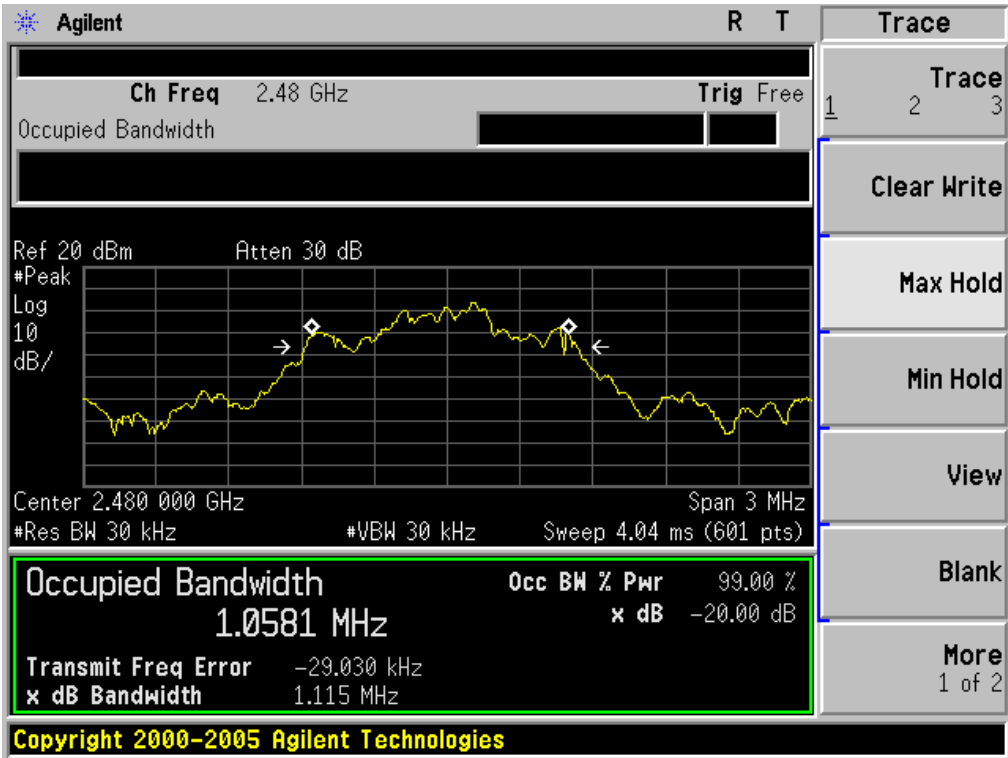 Agilent R T
Trace
Ch Freq 2.48 GHz Trig Free
Occupied Bandwidth
Ref 20 dBm Atten 30 dB
#Peak
Log
10
dB/
Center 2.480 000 GHz Span 3 MHz
#Res BW 30 kHz #VBW 30 kHz Sweep 4.04 ms (601 pts)
Occupied Bandwidth
1.0581 MHz
Occ BW % Pwr 99.00 %
x dB -20.00 dB
Transmit Freq Error -29.030 kHz
x dB Bandwidth 1.115 MHz
Copyright 2000-2005 Agilent Technologies
Trace
1 2 3
Clear Write
Max Hold
Min Hold
View
Blank
More
1 of 2